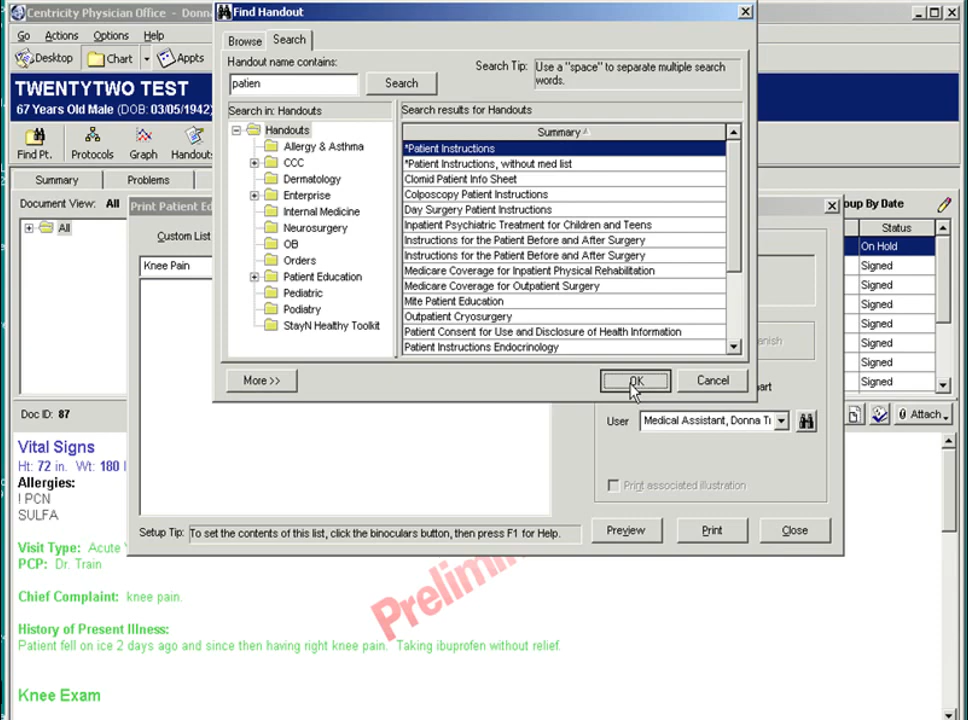 Centricity Physician Office - Donn
Find Handout
Go Actions Options Help
Desktop Chart Appts
Browse Search
Handout name contains:
patien
Search
Search Tip: Use a "space" to separate multiple search
words.
TWENTYTWO TEST
67 Years Old Male (DOB: 03/05/1942)
Find Pt. Protocols Graph Handout
Search in: Handouts
Handouts
Allergy & Asthma
CCC
Dermatology
Enterprise
Internal Medicine
Neurosurgery
OB
Orders
Patient Education
Pediatric
Podiatry
StayN Healthy Toolkit
Search results for Handouts
Summary
*Patient Instructions
*Patient Instructions, without med list
Clomid Patient Info Sheet
Colposcopy Patient Instructions
Day Surgery Patient Instructions
Inpatient Psychiatric Treatment for Children and Teens
Instructions for the Patient Before and After Surgery
Instructions for the Patient Before and After Surgery
Medicare Coverage for Inpatient Physical Rehabilitation
Medicare Coverage for Outpatient Surgery
Mite Patient Education
Outpatient Cryosurgery
Patient Consent for Use and Disclosure of Health Information
Patient Instructions Endocrinology
More >>
OK
Cancel
Summary Problems
Document View: All
All
Print Patient Ed
Custom List
Knee Pain
oup By Date
Status
On Hold
Signed
Signed
Signed
Signed
Signed
Signed
Signed
anish
art
User Medical Assistant, Donna Tr
Print associated illustration
Attach
Setup Tip: To set the contents of this list, click the binoculars button, then press F1 for Help.
Preview
Print
Close
Doc ID: 87
Vital Signs
Ht: 72 in. Wt: 180 l
Allergies:
! PCN
SULFA
Visit Type: Acute
PCP: Dr. Train
Chief Complaint: knee pain.
History of Present Illness:
Patient fell on ice 2 days ago and since then having right knee pain. Taking ibuprofen without relief.
Knee Exam
Prelimin